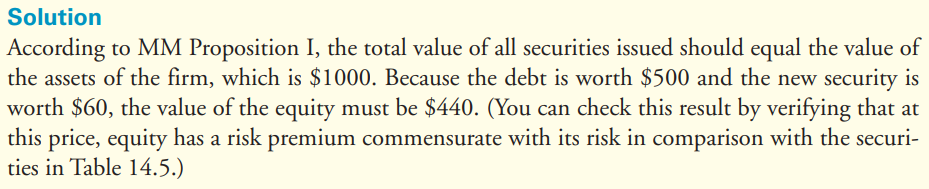 Solution
According to MM Proposition I, the total value of all securities issued should equal the value of
the assets of the firm, which is $1000. Because the debt is worth $500 and the new security is
worth $60, the value of the equity must be $440. (You can check this result by verifying that at
this price, equity has a risk premium commensurate with its risk in comparison with the securi-
ties in Table 14.5.)